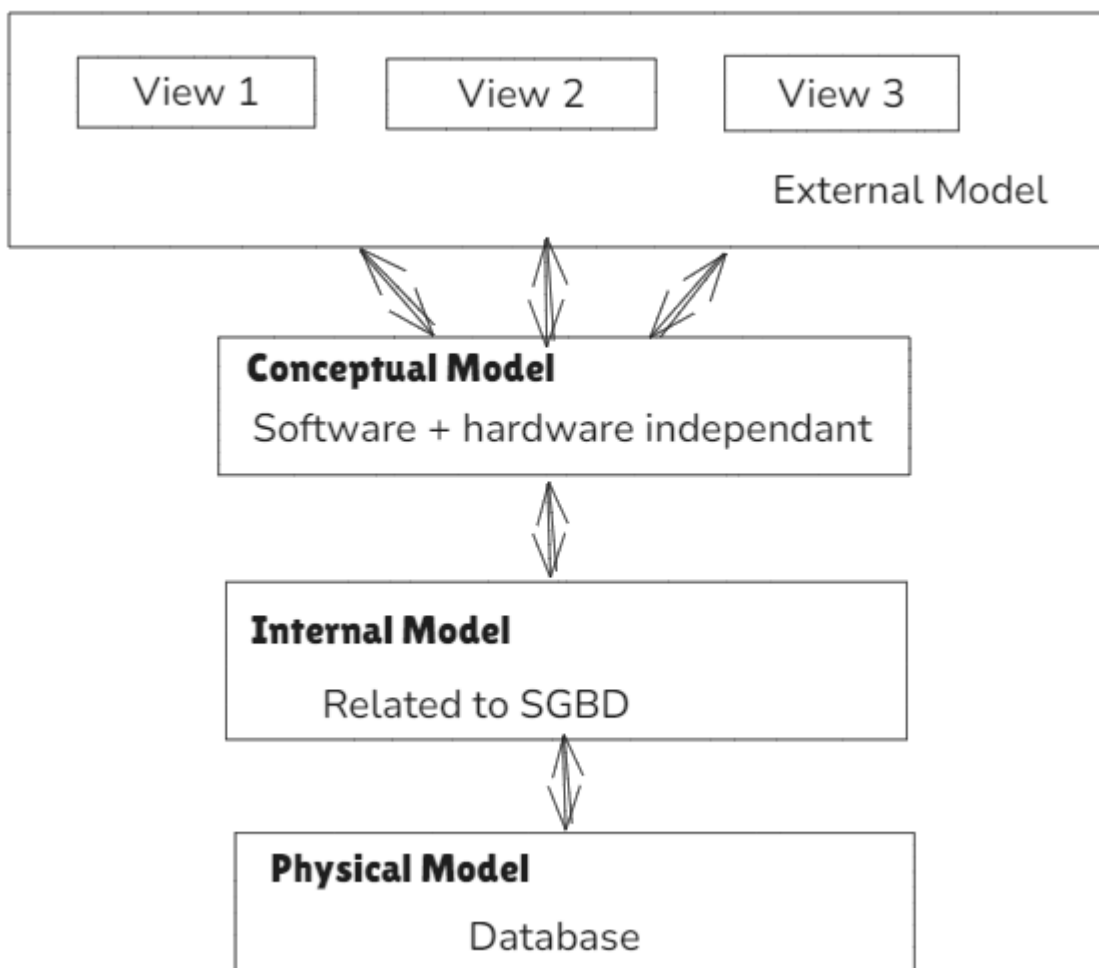 View 1
View 2
View 3
External Model
Conceptual Model
Software + hardware independant
Internal Model
Related to SGBD
Physical Model
Database